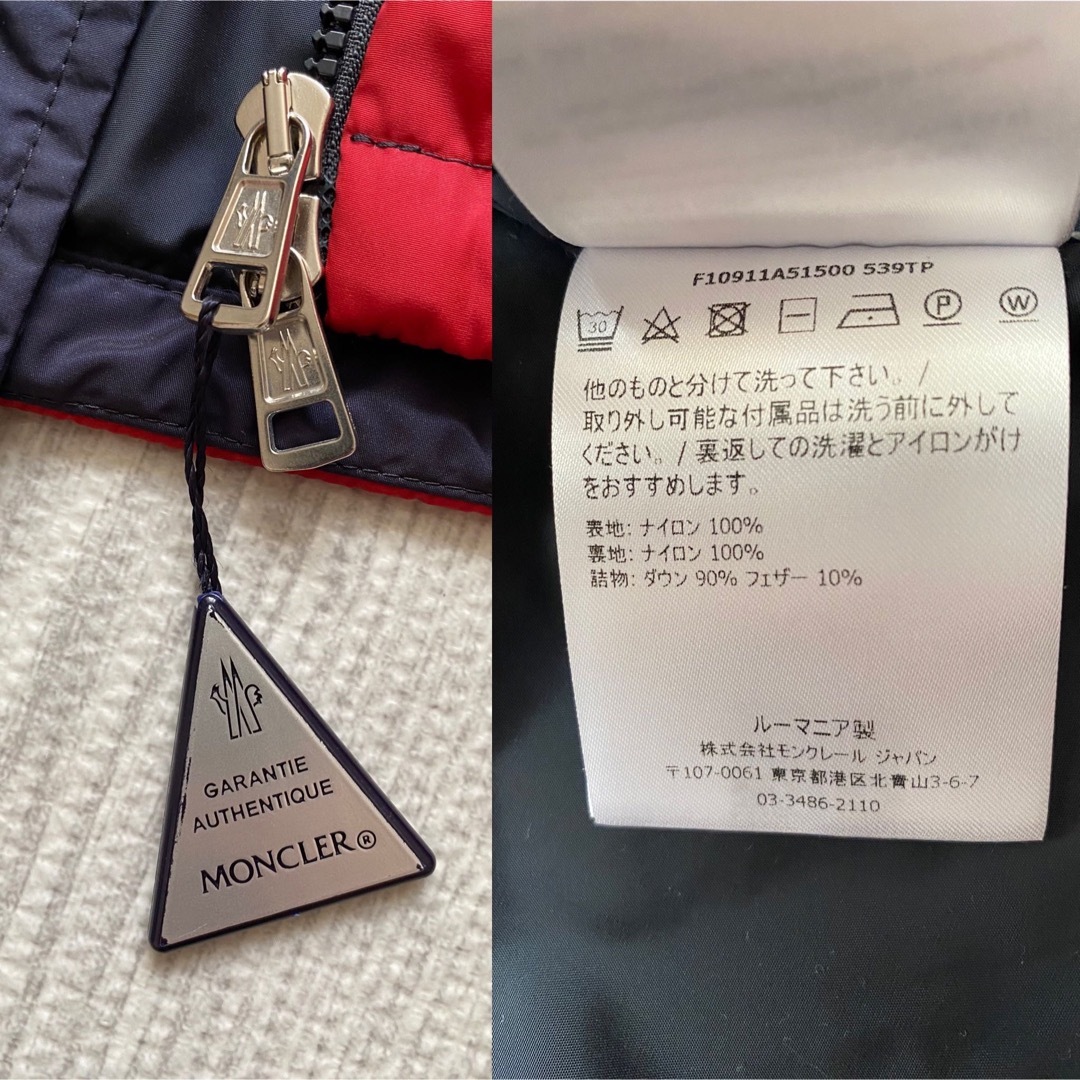 GARANTIE
AUTHENTIQUE
MONCLER®
F10911A51500 539TP
30
P
W
他のものと分けて洗って下さい。/
取り外し可能な付属品は洗う前に外して
ください。/ 裏返しての洗濯とアイロンがけ
をおすすめします。
表地: ナイロン 100%
裏地: ナイロン 100%
詰物: ダウン 90% フェザー 10%
ルーマニア製
株式会社モンクレール ジャパン
〒107-0061 東京都港区北青山3-6-7
03-3486-2110